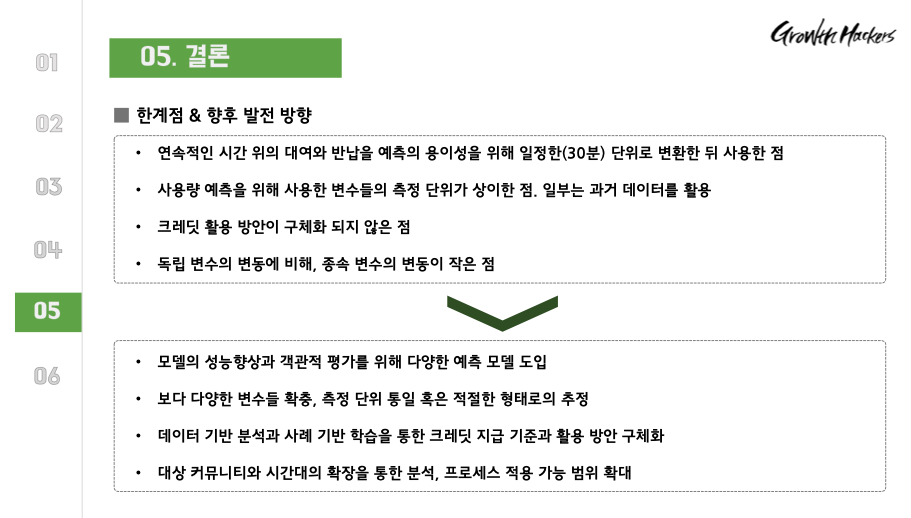 Growth Hackers
01
02
03
04
05
06
05. 결론
한계점 & 향후 발전 방향
• 연속적인 시간 위의 대여와 반납을 예측의 용이성을 위해 일정한(30분) 단위로 변환한 뒤 사용한 점
• 사용량 예측을 위해 사용한 변수들의 측정 단위가 상이한 점. 일부는 과거 데이터를 활용
• 크레딧 활용 방안이 구체화 되지 않은 점
• 독립 변수의 변동에 비해, 종속 변수의 변동이 작은 점
• 모델의 성능향상과 객관적 평가를 위해 다양한 예측 모델 도입
• 보다 다양한 변수들 확충, 측정 단위 통일 혹은 적절한 형태로의 추정
• 데이터 기반 분석과 사례 기반 학습을 통한 크레딧 지급 기준과 활용 방안 구체화
• 대상 커뮤니티와 시간대의 확장을 통한 분석, 프로세스 적용 가능 범위 확대